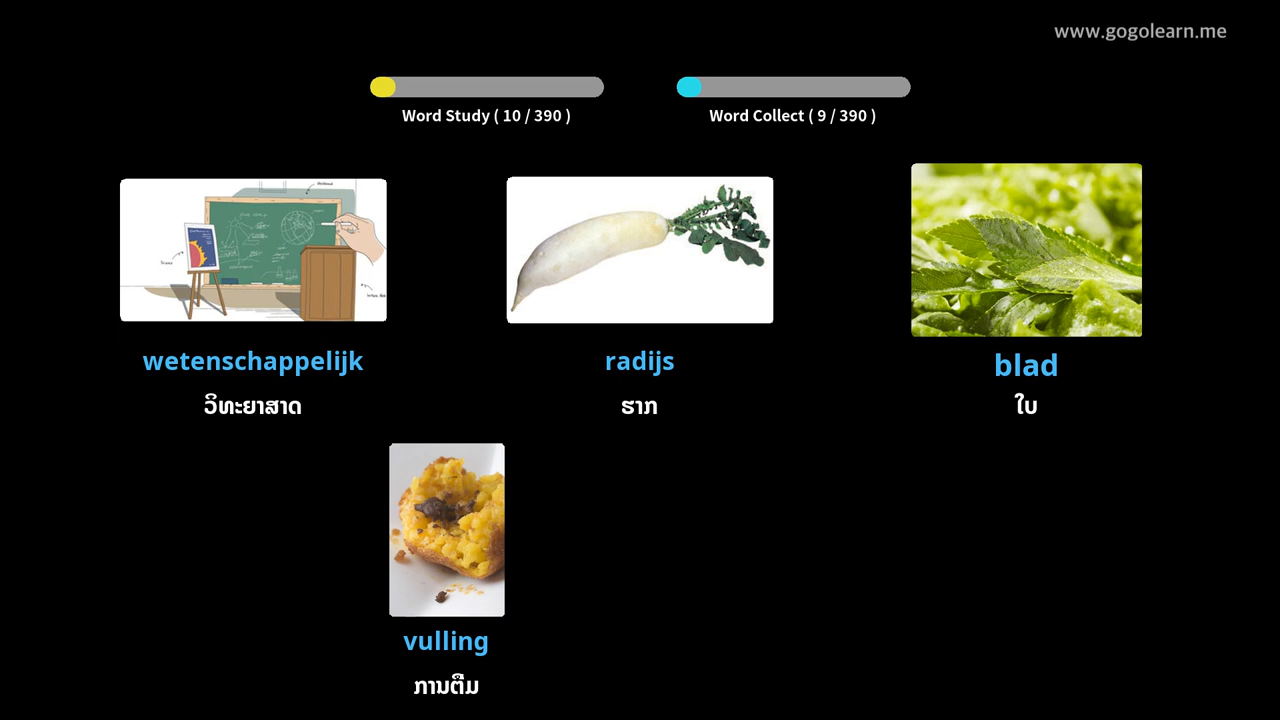 www.gogolearn.me
Word Study ( 10 / 390 )
Word Collect ( 9 / 390 )
wetenschappelijk
ວິທະຍາສາດ
radijs
ຮາກ
blad
ໃບ
vulling
ການຕື່ມ